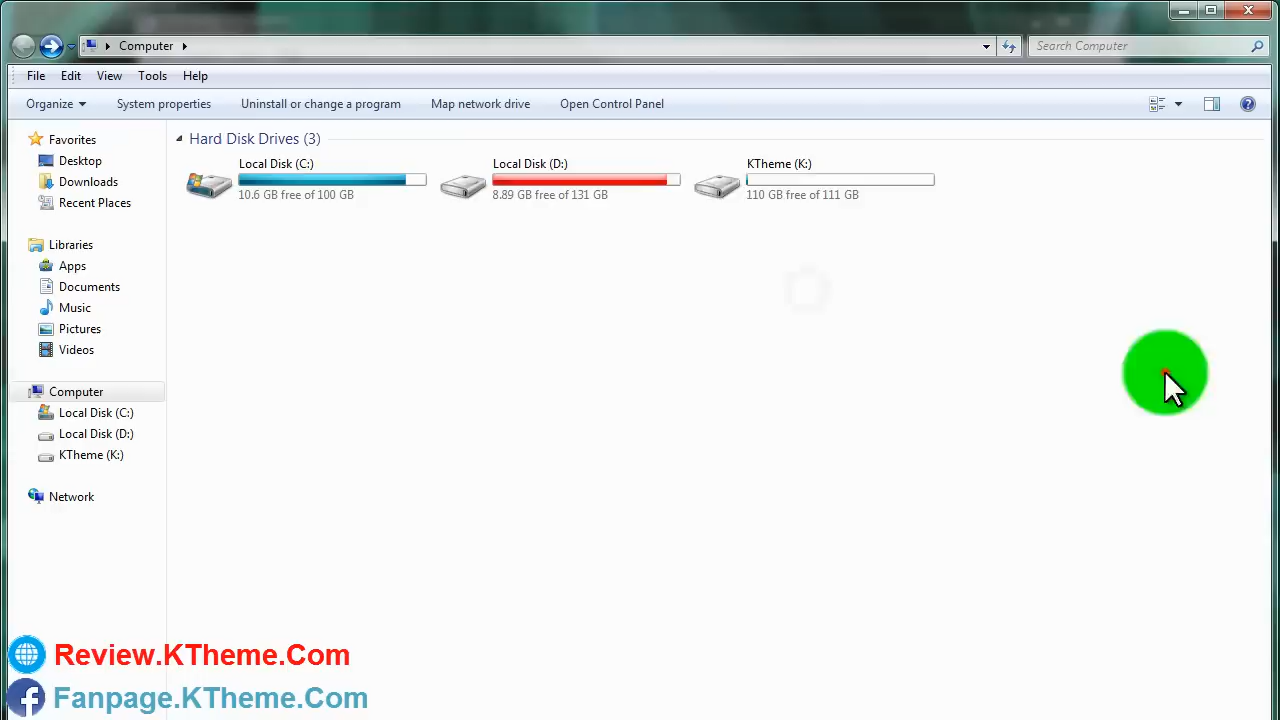 Computer
Search Computer
File Edit View Tools Help
Organize System properties Uninstall or change a program Map network drive Open Control Panel
Favorites
Desktop
Downloads
Recent Places
Libraries
Apps
Documents
Music
Pictures
Videos
Computer
Local Disk (C:)
Local Disk (D:)
KTheme (K:)
Network
Hard Disk Drives (3)
Local Disk (C:)
10.6 GB free of 100 GB
Local Disk (D:)
8.89 GB free of 131 GB
KTheme (K:)
110 GB free of 111 GB
Review.KTheme.Com
Fanpage.KTheme.Com